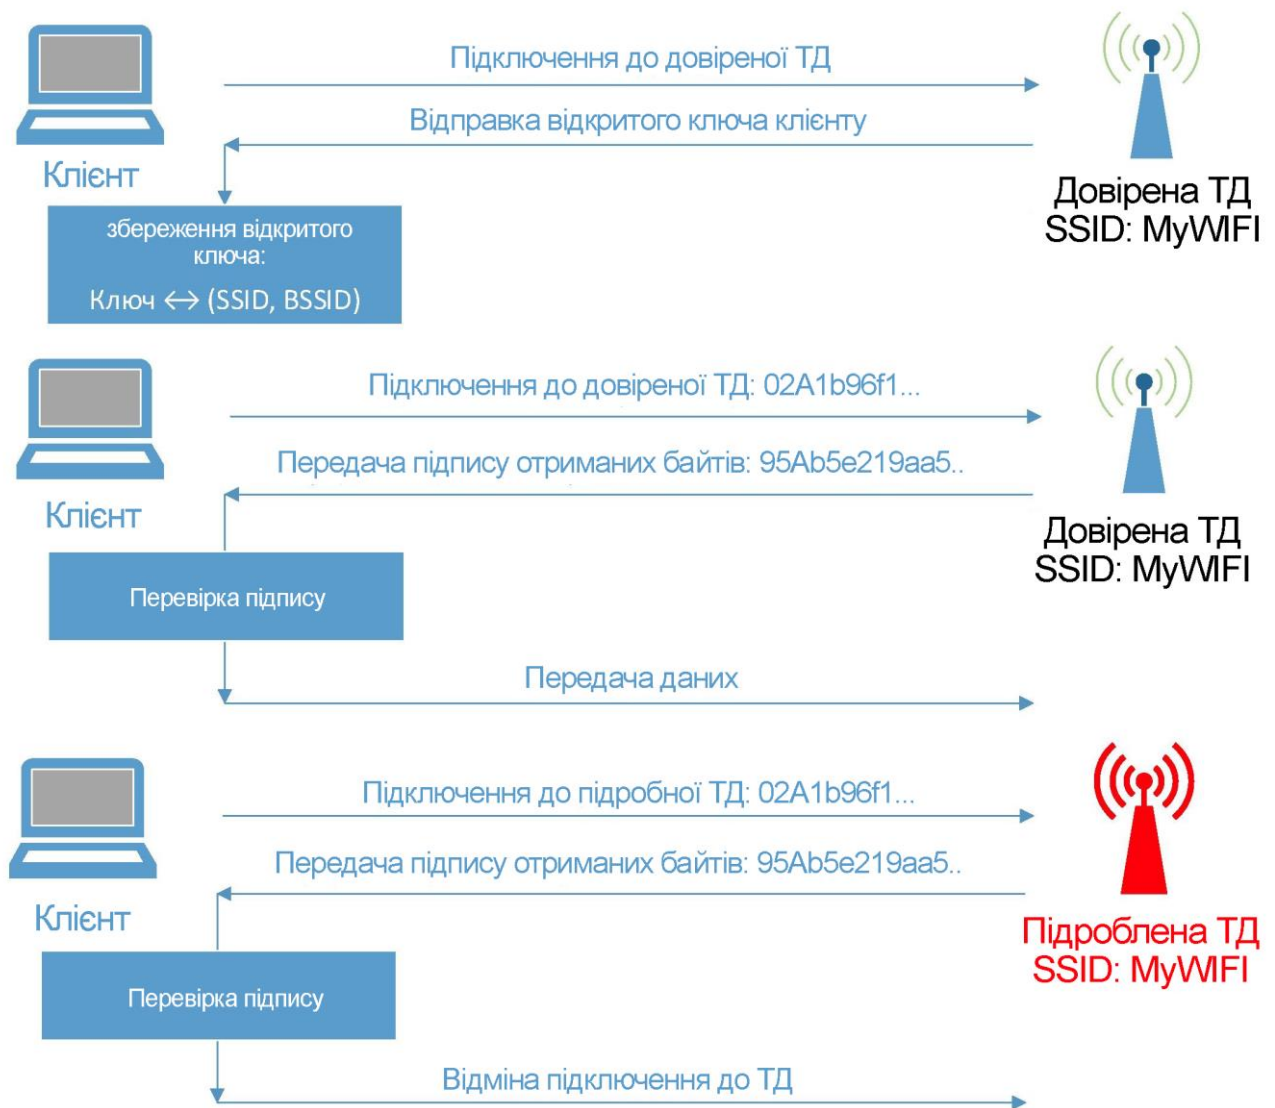 Підключення до довіреної ТД
Відправка відкритого ключа клієнту
Клієнт
Довірена ТД
SSID: MyWIFI
збереження відкритого
ключа:
Ключ ↔ (SSID, BSSID)
Підключення до довіреної ТД: 02A1b96f1...
Передача підпису отриманих байтів: 95Ab5e219aa5..
Клієнт
Довірена ТД
SSID: MyWIFI
Перевірка підпису
Передача даних
Підключення до підробної ТД: 02A1b96f1...
Передача підпису отриманих байтів: 95Ab5e219aa5..
Клієнт
Підроблена ТД
SSID: MyWIFI
Перевірка підпису
Відміна підключення до ТД